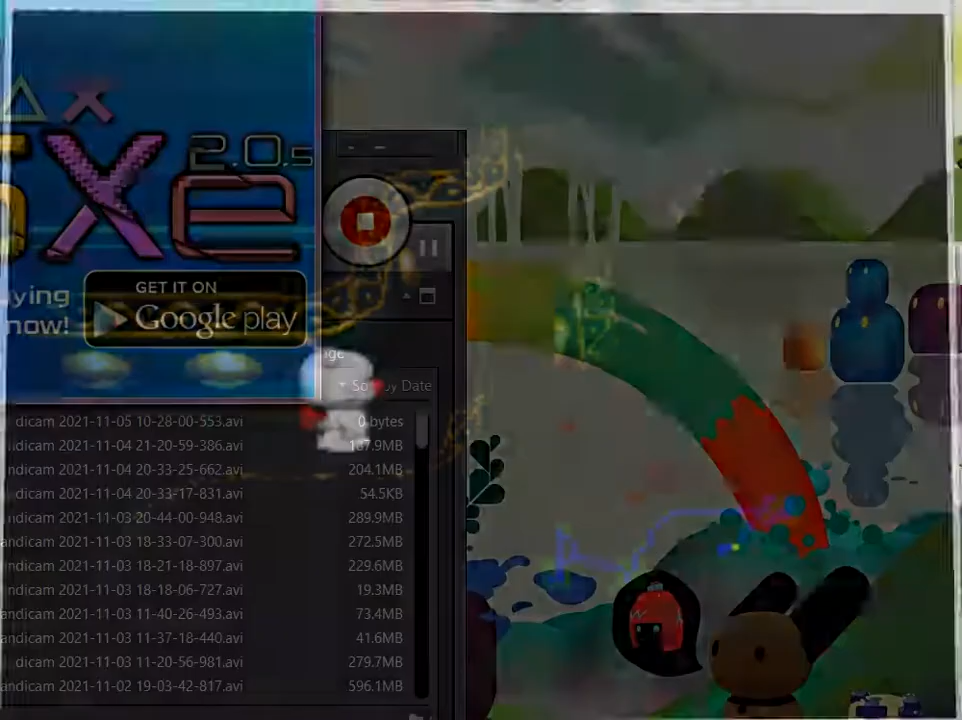 2.0.5
Xe
GET IT ON
Google play
ying
now!
by Date
dicam 2021-11-05 10-28-00-553.avi 0 bytes
dicam 2021-11-04 21-20-59-386.avi 187.9MB
ndicam 2021-11-04 20-33-25-662.avi 204.1MB
dicam 2021-11-04 20-33-17-831.avi 54.5KB
ndicam 2021-11-03 20-44-00-948.avi 289.9MB
andicam 2021-11-03 18-33-07-300.avi 272.5MB
ndicam 2021-11-03 18-21-18-897.avi 229.6MB
ndicam 2021-11-03 18-18-06-727.avi 19.3MB
andicam 2021-11-03 11-40-26-493.avi 73.4MB
andicam 2021-11-03 11-37-18-440.avi 41.6MB
dicam 2021-11-03 11-20-56-981.avi 279.7MB
andicam 2021-11-02 19-03-42-817.avi 596.1MB